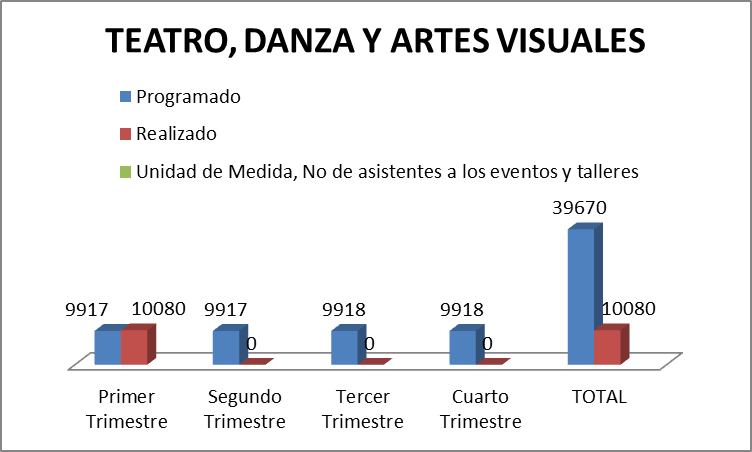 TEATRO, DANZA Y ARTES VISUALES
Programado
Realizado
Unidad de Medida, No de asistentes a los eventos y talleres
39670
9917 10080 9917 9918 9918 10080
0 0 0
Primer Segundo Tercer Cuarto TOTAL
Trimestre Trimestre Trimestre Trimestre